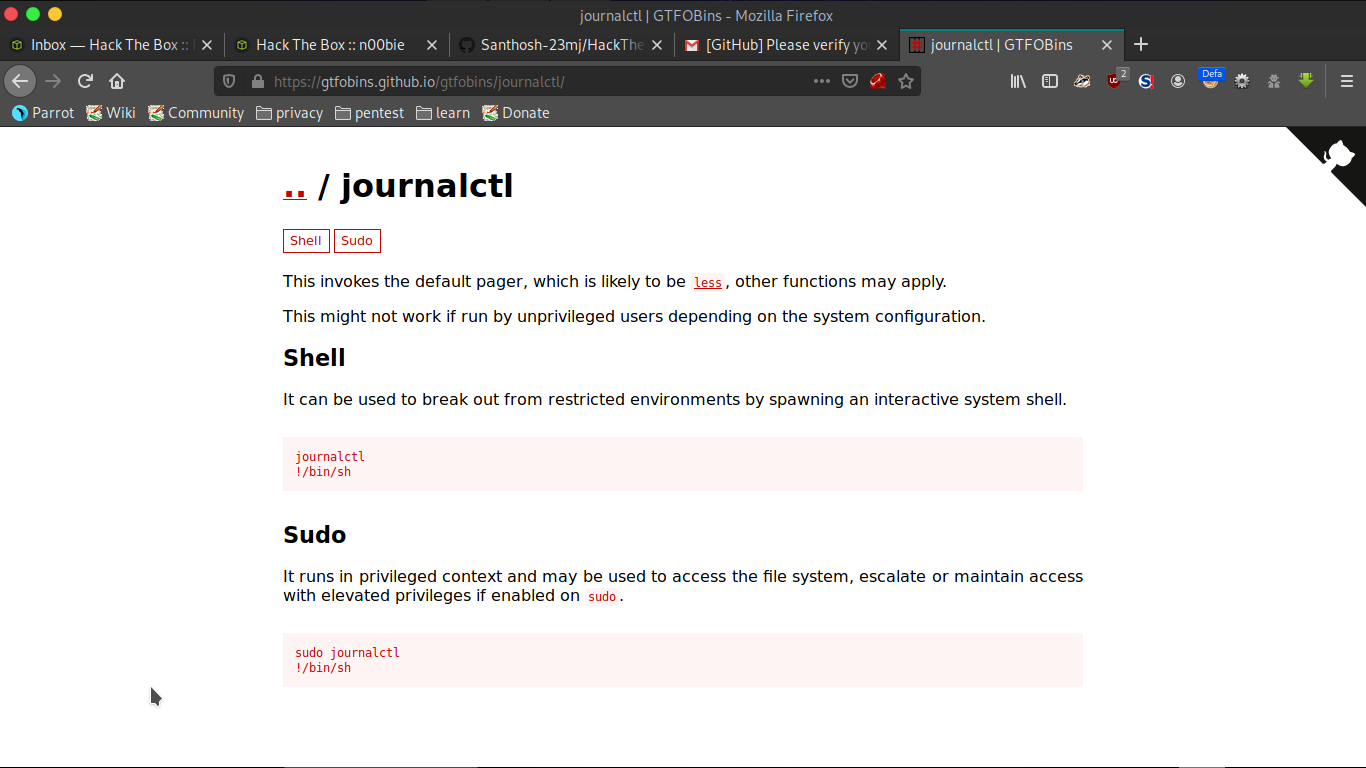 journalctl | GTFOBins - Mozilla Firefox
Inbox — Hack The Box ::
Hack The Box :: n00bie
Santhosh-23mj/HackThe
[GitHub] Please verify yo
journalctl | GTFOBins
https://gtfobins.github.io/gtfobins/journalctl/
2
Defa
Parrot
Wiki
Community
privacy
pentest
learn
Donate
.. / journalctl
Shell
Sudo
This invokes the default pager, which is likely to be less, other functions may apply.
This might not work if run by unprivileged users depending on the system configuration.
Shell
It can be used to break out from restricted environments by spawning an interactive system shell.
journalctl
!/bin/sh
Sudo
It runs in privileged context and may be used to access the file system, escalate or maintain access
with elevated privileges if enabled on sudo.
sudo journalctl
!/bin/sh